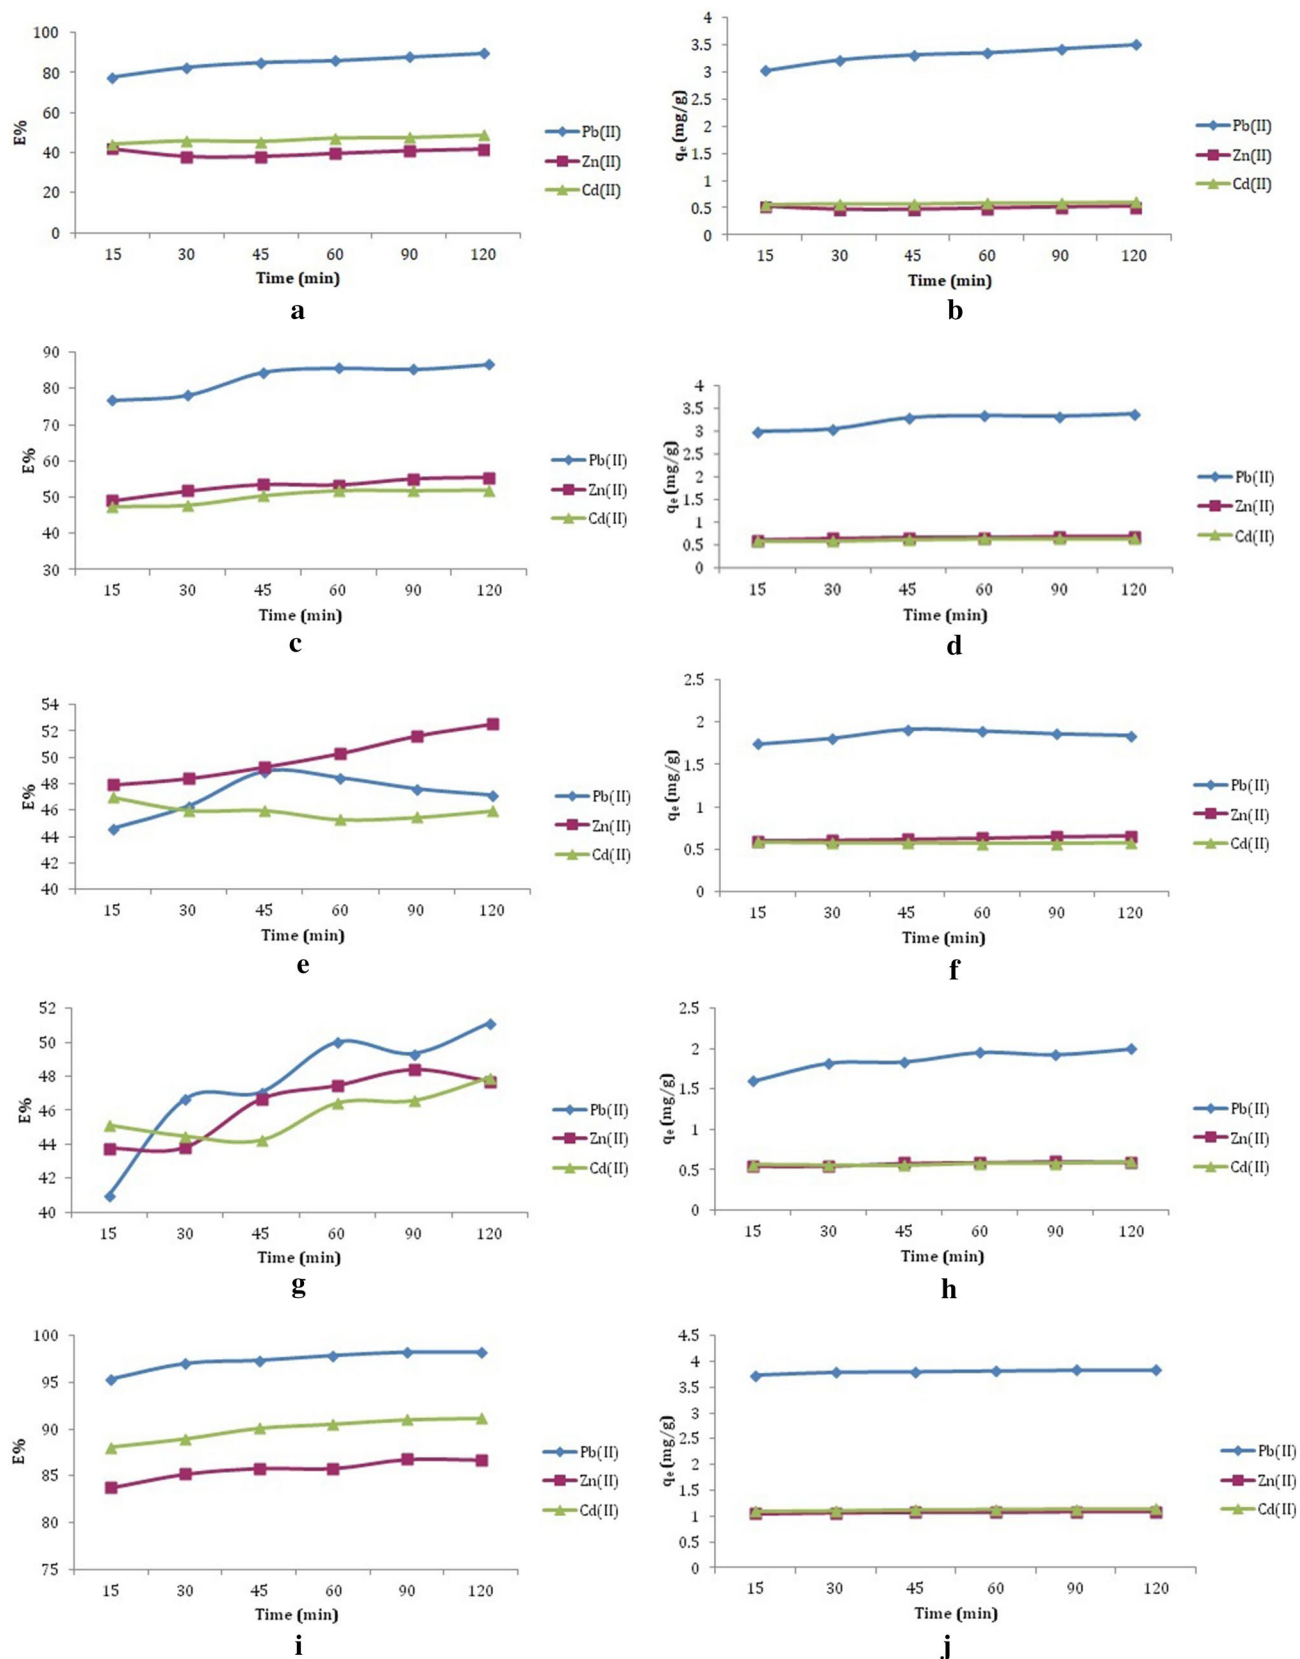 100
80
60
40
20
0
E%
15 30 45 60 90 120
Time (min)
Pb(II)
Zn(II)
Cd(II)
a
4
3.5
3
2.5
2
1.5
1
0.5
0
qe (mg/g)
15 30 45 60 90 120
Time (min)
Pb(II)
Zn(II)
Cd(II)
b
90
80
70
60
50
40
30
E%
15 30 45 60 90 120
Time (min)
Pb(II)
Zn(II)
Cd(II)
c
4
3.5
3
2.5
2
1.5
1
0.5
0
qe (mg/g)
15 30 45 60 90 120
Time (min)
Pb(II)
Zn(II)
Cd(II)
d
54
52
50
48
46
44
42
40
E%
15 30 45 60 90 120
Time (min)
Pb(II)
Zn(II)
Cd(II)
e
2.5
2
1.5
1
0.5
0
qe (mg/g)
15 30 45 60 90 120
Time (min)
Pb(II)
Zn(II)
Cd(II)
f
52
50
48
46
44
42
40
E%
15 30 45 60 90 120
Time (min)
Pb(II)
Zn(II)
Cd(II)
g
2.5
2
1.5
1
0.5
0
qe (mg/g)
15 30 45 60 90 120
Time (min)
Pb(II)
Zn(II)
Cd(II)
h
100
95
90
85
80
75
E%
15 30 45 60 90 120
Time (min)
Pb(II)
Zn(II)
Cd(II)
i
4.5
4
3.5
3
2.5
2
1.5
1
0.5
0
qe (mg/g)
15 30 45 60 90 120
Time (min)
Pb(II)
Zn(II)
Cd(II)
j